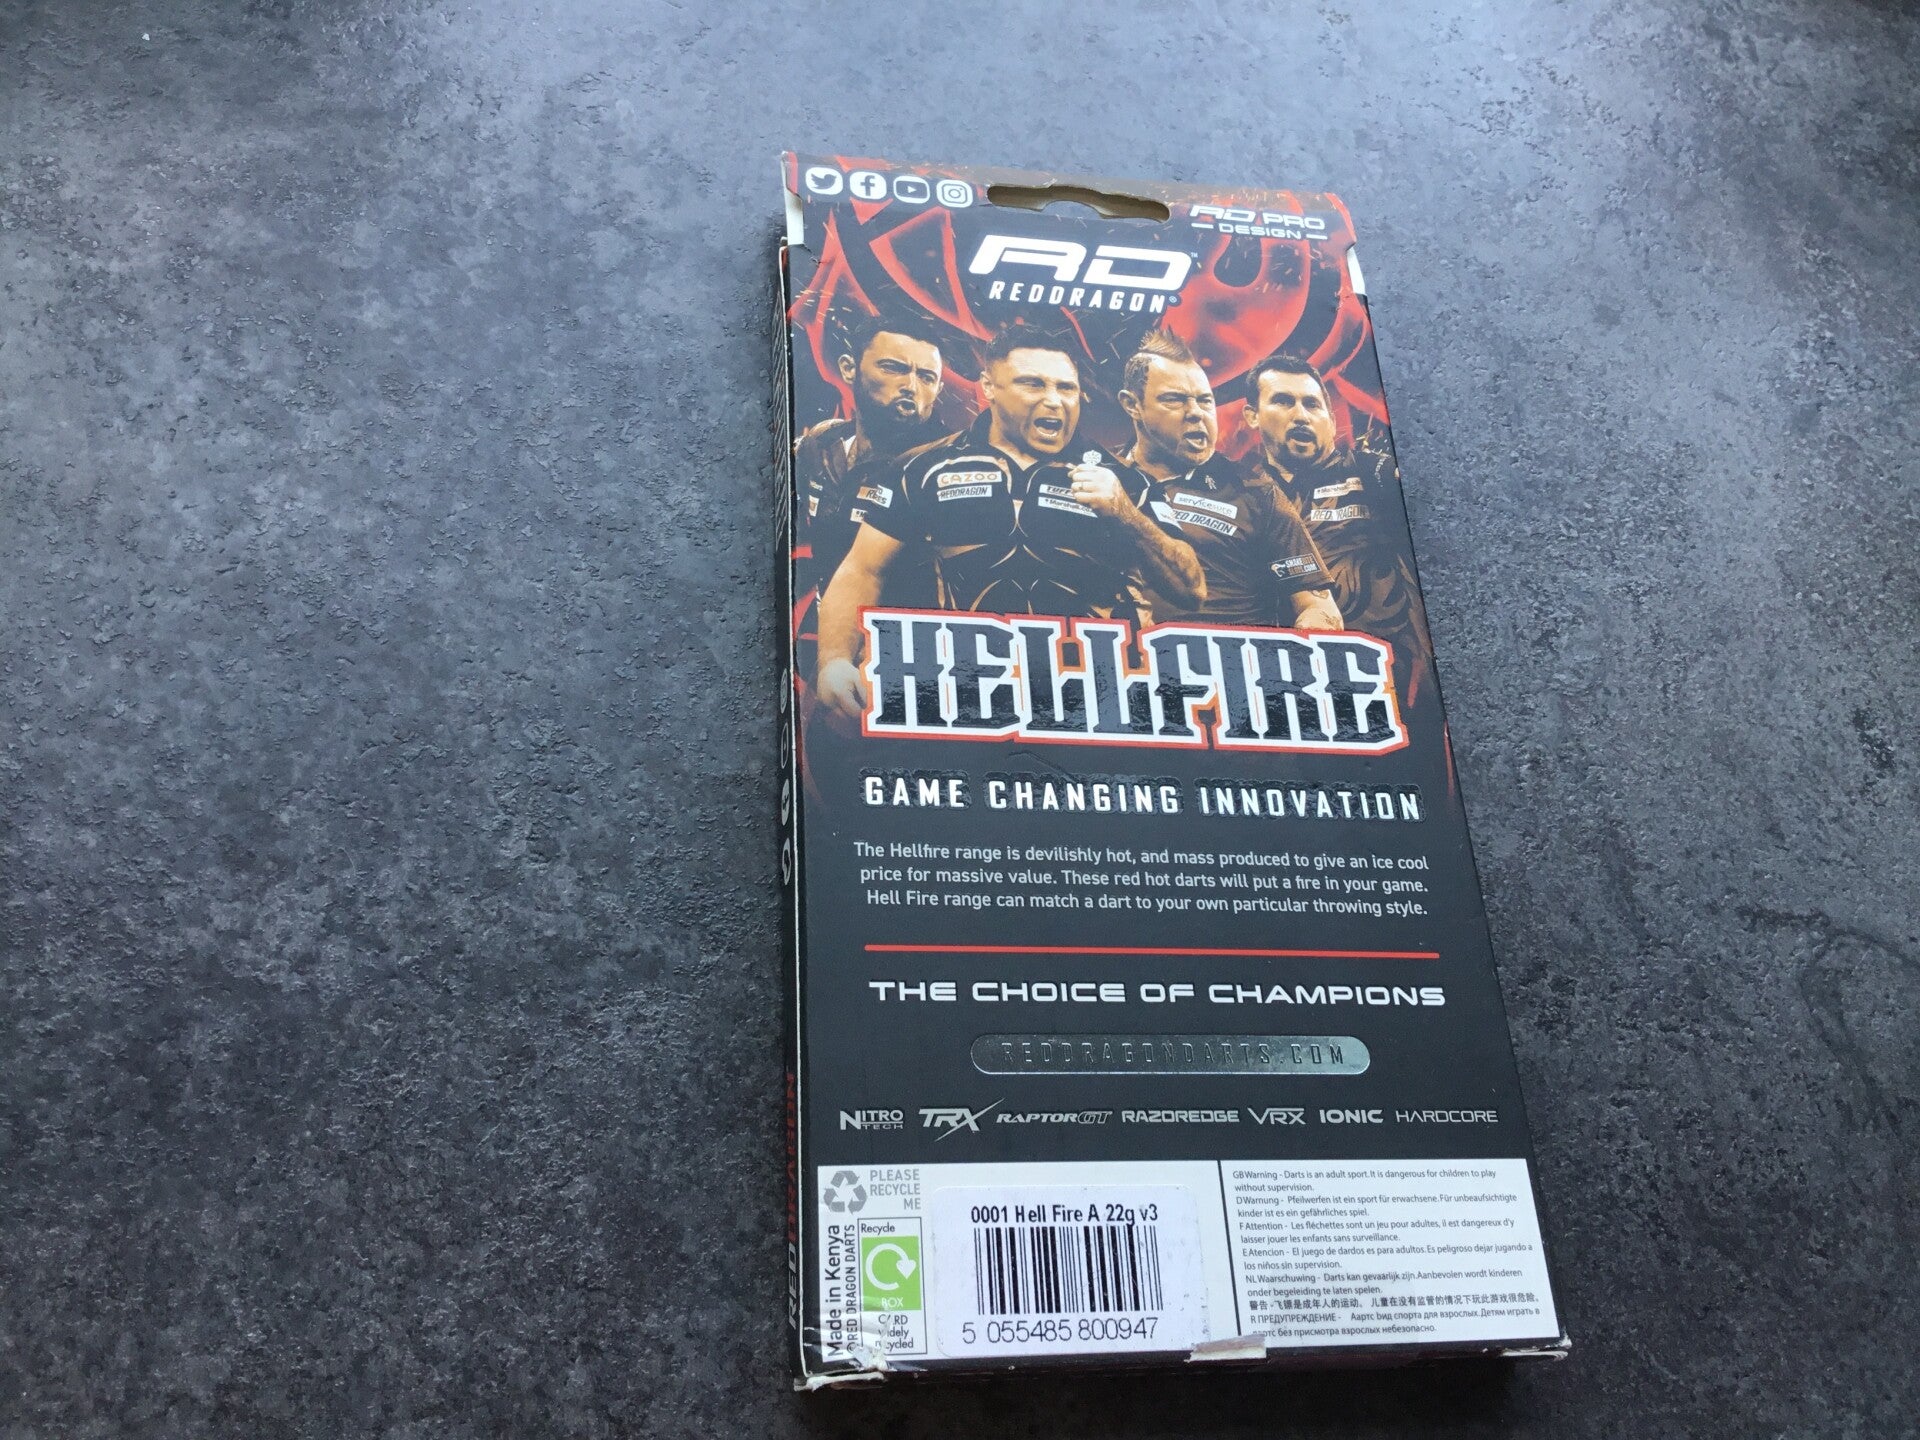 RD PRO
DESIGN
RD™
REDDRAGON®
CAZOO
REDDRAGON
RED DRAGON
HELLFIRE
GAME CHANGING INNOVATION
The Hellfire range is devilishly hot, and mass produced to give an ice cool
price for massive value. These red hot darts will put a fire in your game.
Hell Fire range can match a dart to your own particular throwing style.
THE CHOICE OF CHAMPIONS
REDDRAGONDARTS.COM
NITRO TECH TRX RAPTOR GT RAZOREDGE VRX IONIC HARDCORE
PLEASE
RECYCLE
ME
Made in Kenya
©RED DRAGON DARTS
Recycle
BOX
CARD
widely
recycled
0001 Hell Fire A 22g v3
5 055485 800947
GB Warning - Darts is an adult sport. It is dangerous for children to play
without supervision.
D Warnung - Pfeilwerfen ist ein sport für erwachsene. Für unbeaufsichtigte
kinder ist es ein gefährliches spiel.
F Attention - Les fléchettes sont un jeu pour adultes, il est dangereux d'y
laisser jouer les enfants sans surveillance.
E Atencion - El juego de dardos es para adultos. Es peligroso dejar jugando a
los niños sin supervision.
NL Waarschuwing - Darts kan gevaarlijk zijn. Aanbevolen wordt kinderen
onder begeleiding te laten spelen.
警告 - 飞镖是成年人的运动。 儿童在没有监管的情况下玩此游戏很危险。
R ПРЕДУПРЕЖДЕНИЕ - Аартс бид спорта для взрослых. Детям играть в
дартс без присмотра взрослых небезопасно.
REDDRAGON